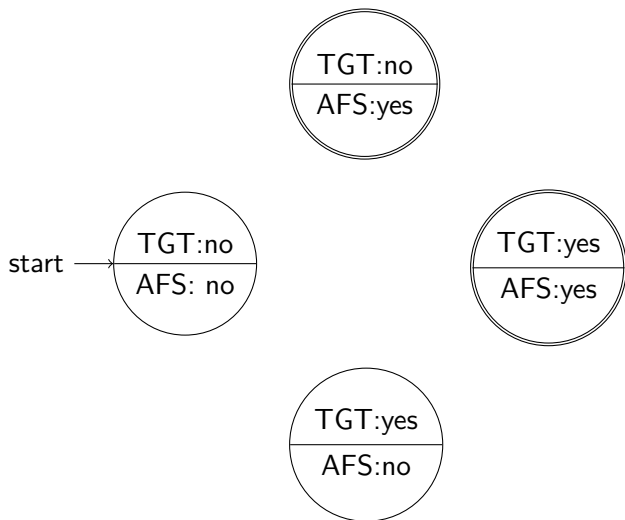 TGT:no
AFS:yes
TGT:no
AFS: no
start
TGT:yes
AFS:yes
TGT:yes
AFS:no